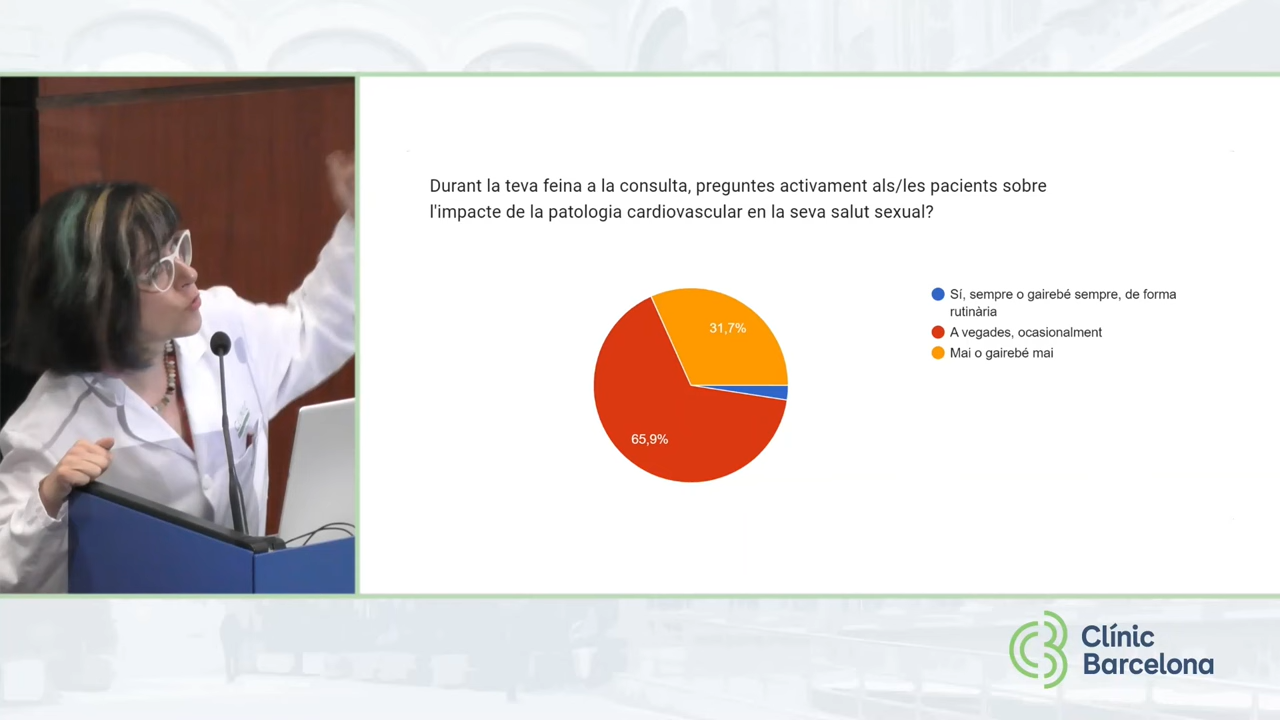 Durant la teva feina a la consulta, preguntes activament als/les pacients sobre
l'impacte de la patologia cardiovascular en la seva salut sexual?
31,7%
65,9%
Sí, sempre o gairebé sempre, de forma
rutinària
A vegades, ocasionalment
Mai o gairebé mai
Clínic
Barcelona